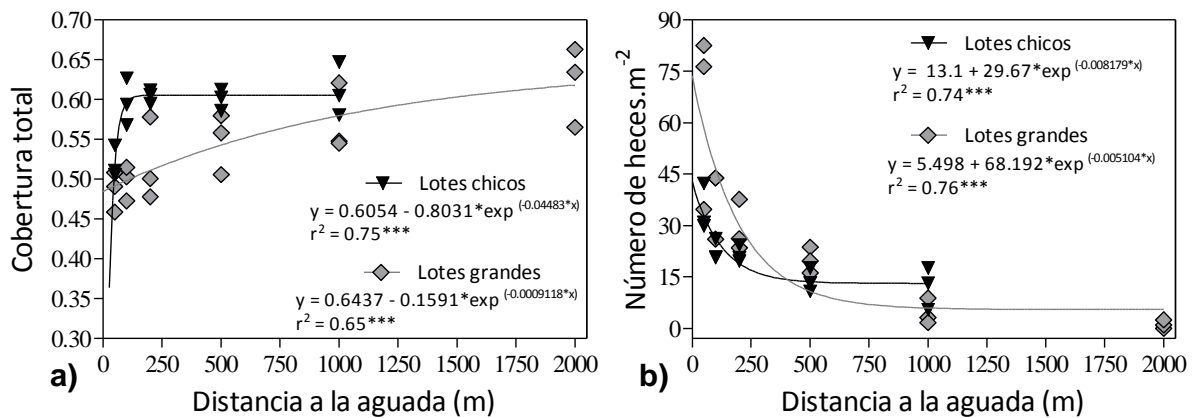 0.70
0.65
0.60
0.55
0.50
0.45
0.40
0.35
0.30
Cobertura total
Lotes chicos
y = 0.6054 - 0.8031*exp (-0.04483*x)
r2 = 0.75***
Lotes grandes
y = 0.6437 - 0.1591*exp (-0.0009118*x)
r2 = 0.65***
0 250 500 750 1000 1250 1500 1750 2000
a)
Distancia a la aguada (m)
90
75
60
45
30
15
0
Número de heces.m-2
Lotes chicos
y = 13.1 + 29.67*exp (-0.008179*x)
r2 = 0.74***
Lotes grandes
y = 5.498 + 68.192*exp (-0.005104*x)
r2 = 0.76***
0 250 500 750 1000 1250 1500 1750 2000
b)
Distancia a la aguada (m)